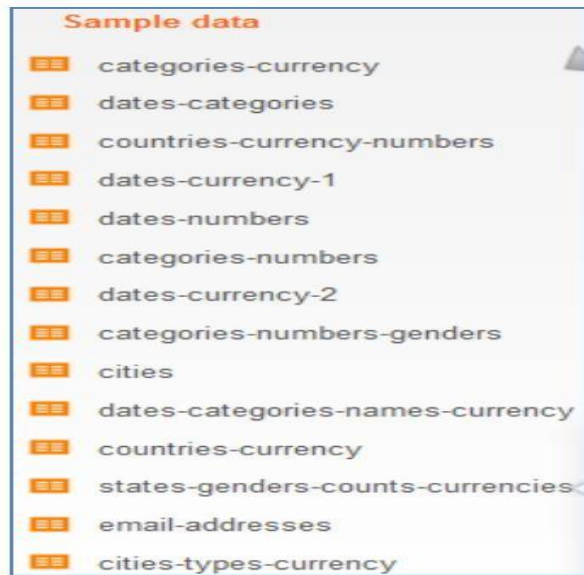 Sample data
categories-currency
dates-categories
countries-currency-numbers
dates-currency-1
dates-numbers
categories-numbers
dates-currency-2
categories-numbers-genders
cities
dates-categories-names-currency
countries-currency
states-genders-counts-currencies
email-addresses
cities-types-currency